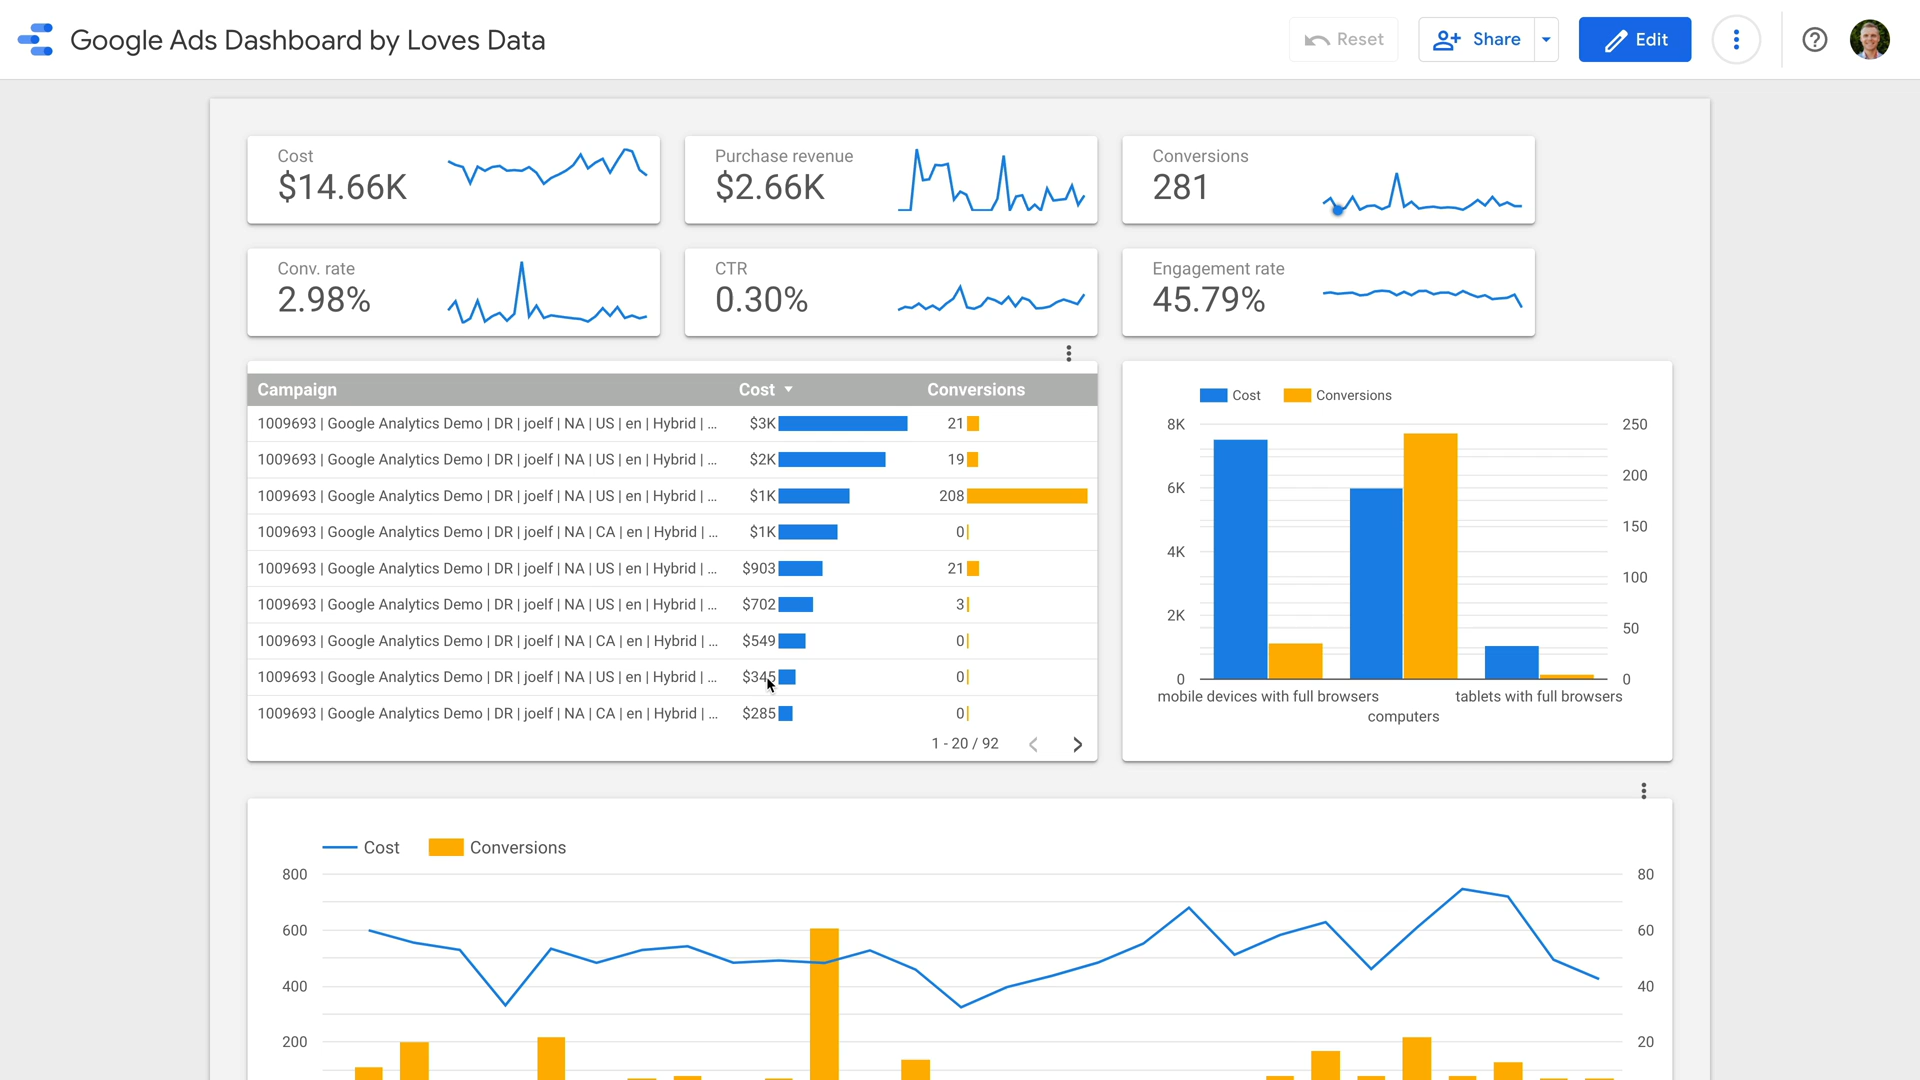 Google Ads Dashboard by Loves Data
Reset
Share
Edit
Cost
$14.66K
Purchase revenue
$2.66K
Conversions
281
Conv. rate
2.98%
CTR
0.30%
Engagement rate
45.79%
Campaign Cost Conversions
1009693 | Google Analytics Demo | DR | joelf | NA | US | en | Hybrid | ... $3K 21
1009693 | Google Analytics Demo | DR | joelf | NA | US | en | Hybrid | ... $2K 19
1009693 | Google Analytics Demo | DR | joelf | NA | US | en | Hybrid | ... $1K 208
1009693 | Google Analytics Demo | DR | joelf | NA | CA | en | Hybrid | ... $1K 0
1009693 | Google Analytics Demo | DR | joelf | NA | US | en | Hybrid | ... $903 21
1009693 | Google Analytics Demo | DR | joelf | NA | US | en | Hybrid | ... $702 3
1009693 | Google Analytics Demo | DR | joelf | NA | CA | en | Hybrid | ... $549 0
1009693 | Google Analytics Demo | DR | joelf | NA | US | en | Hybrid | ... $345 0
1009693 | Google Analytics Demo | DR | joelf | NA | CA | en | Hybrid | ... $285 0
1 - 20 / 92
Cost Conversions
8K 250
200
6K
150
4K
100
2K
50
0 0
mobile devices with full browsers tablets with full browsers
computers
Cost Conversions
800 80
600 60
400 40
200 20